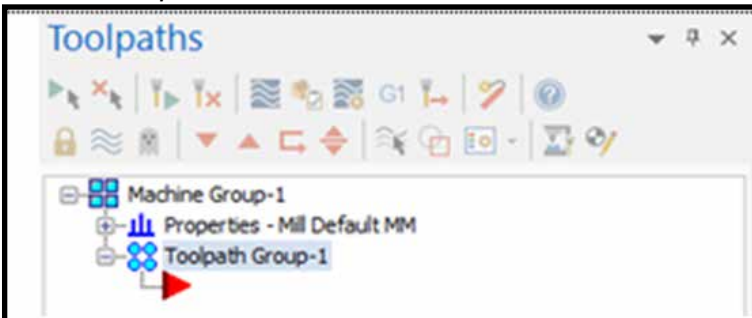 Toolpaths
G1
Machine Group-1
Properties - Mill Default MM
Toolpath Group-1